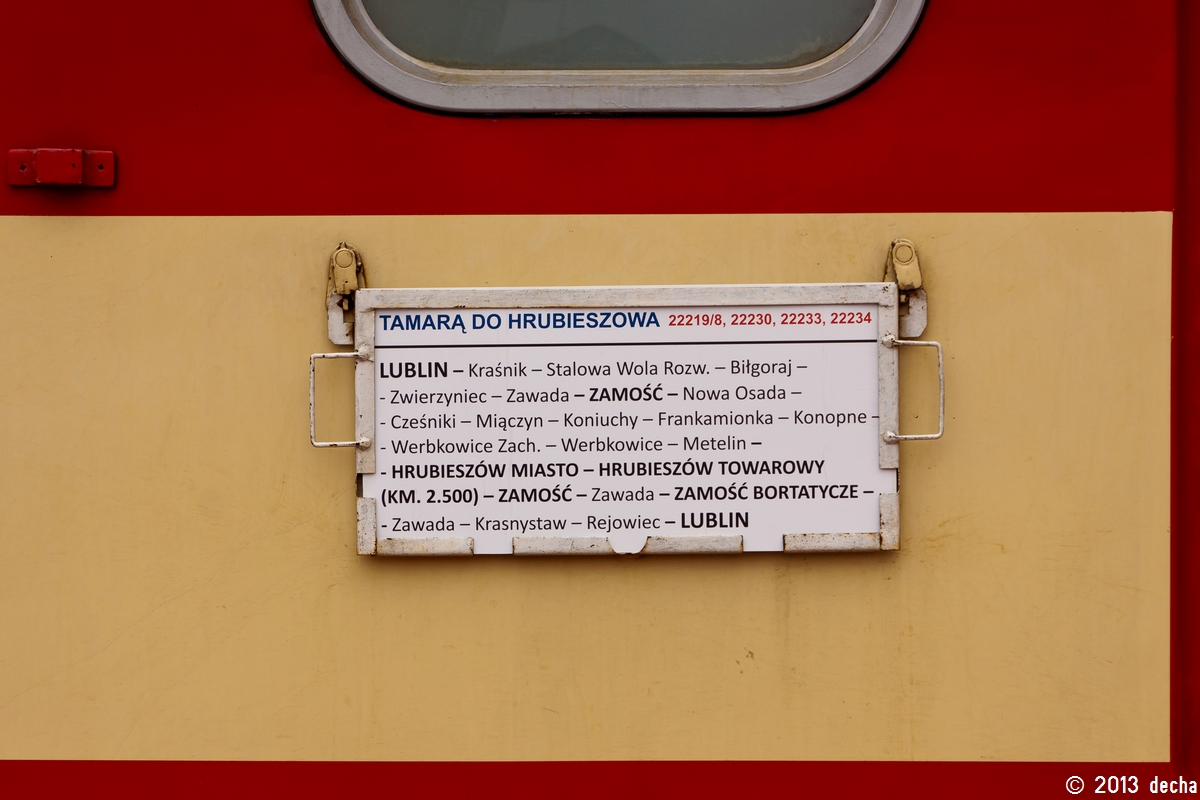 TAMARĄ DO HRUBIESZOWA 22219/8, 22230, 22233, 22234
LUBLIN – Kraśnik – Stalowa Wola Rozw. – Biłgoraj –
- Zwierzyniec – Zawada – ZAMOŚĆ – Nowa Osada –
- Cześniki – Miączyn – Koniuchy – Frankamionka – Konopne –
- Werbkowice Zach. – Werbkowice – Metelin –
- HRUBIESZÓW MIASTO – HRUBIESZÓW TOWAROWY
(KM. 2.500) – ZAMOŚĆ – Zawada – ZAMOŚĆ BORTATYCZE –
- Zawada – Krasnystaw – Rejowiec – LUBLIN
© 2013 decha